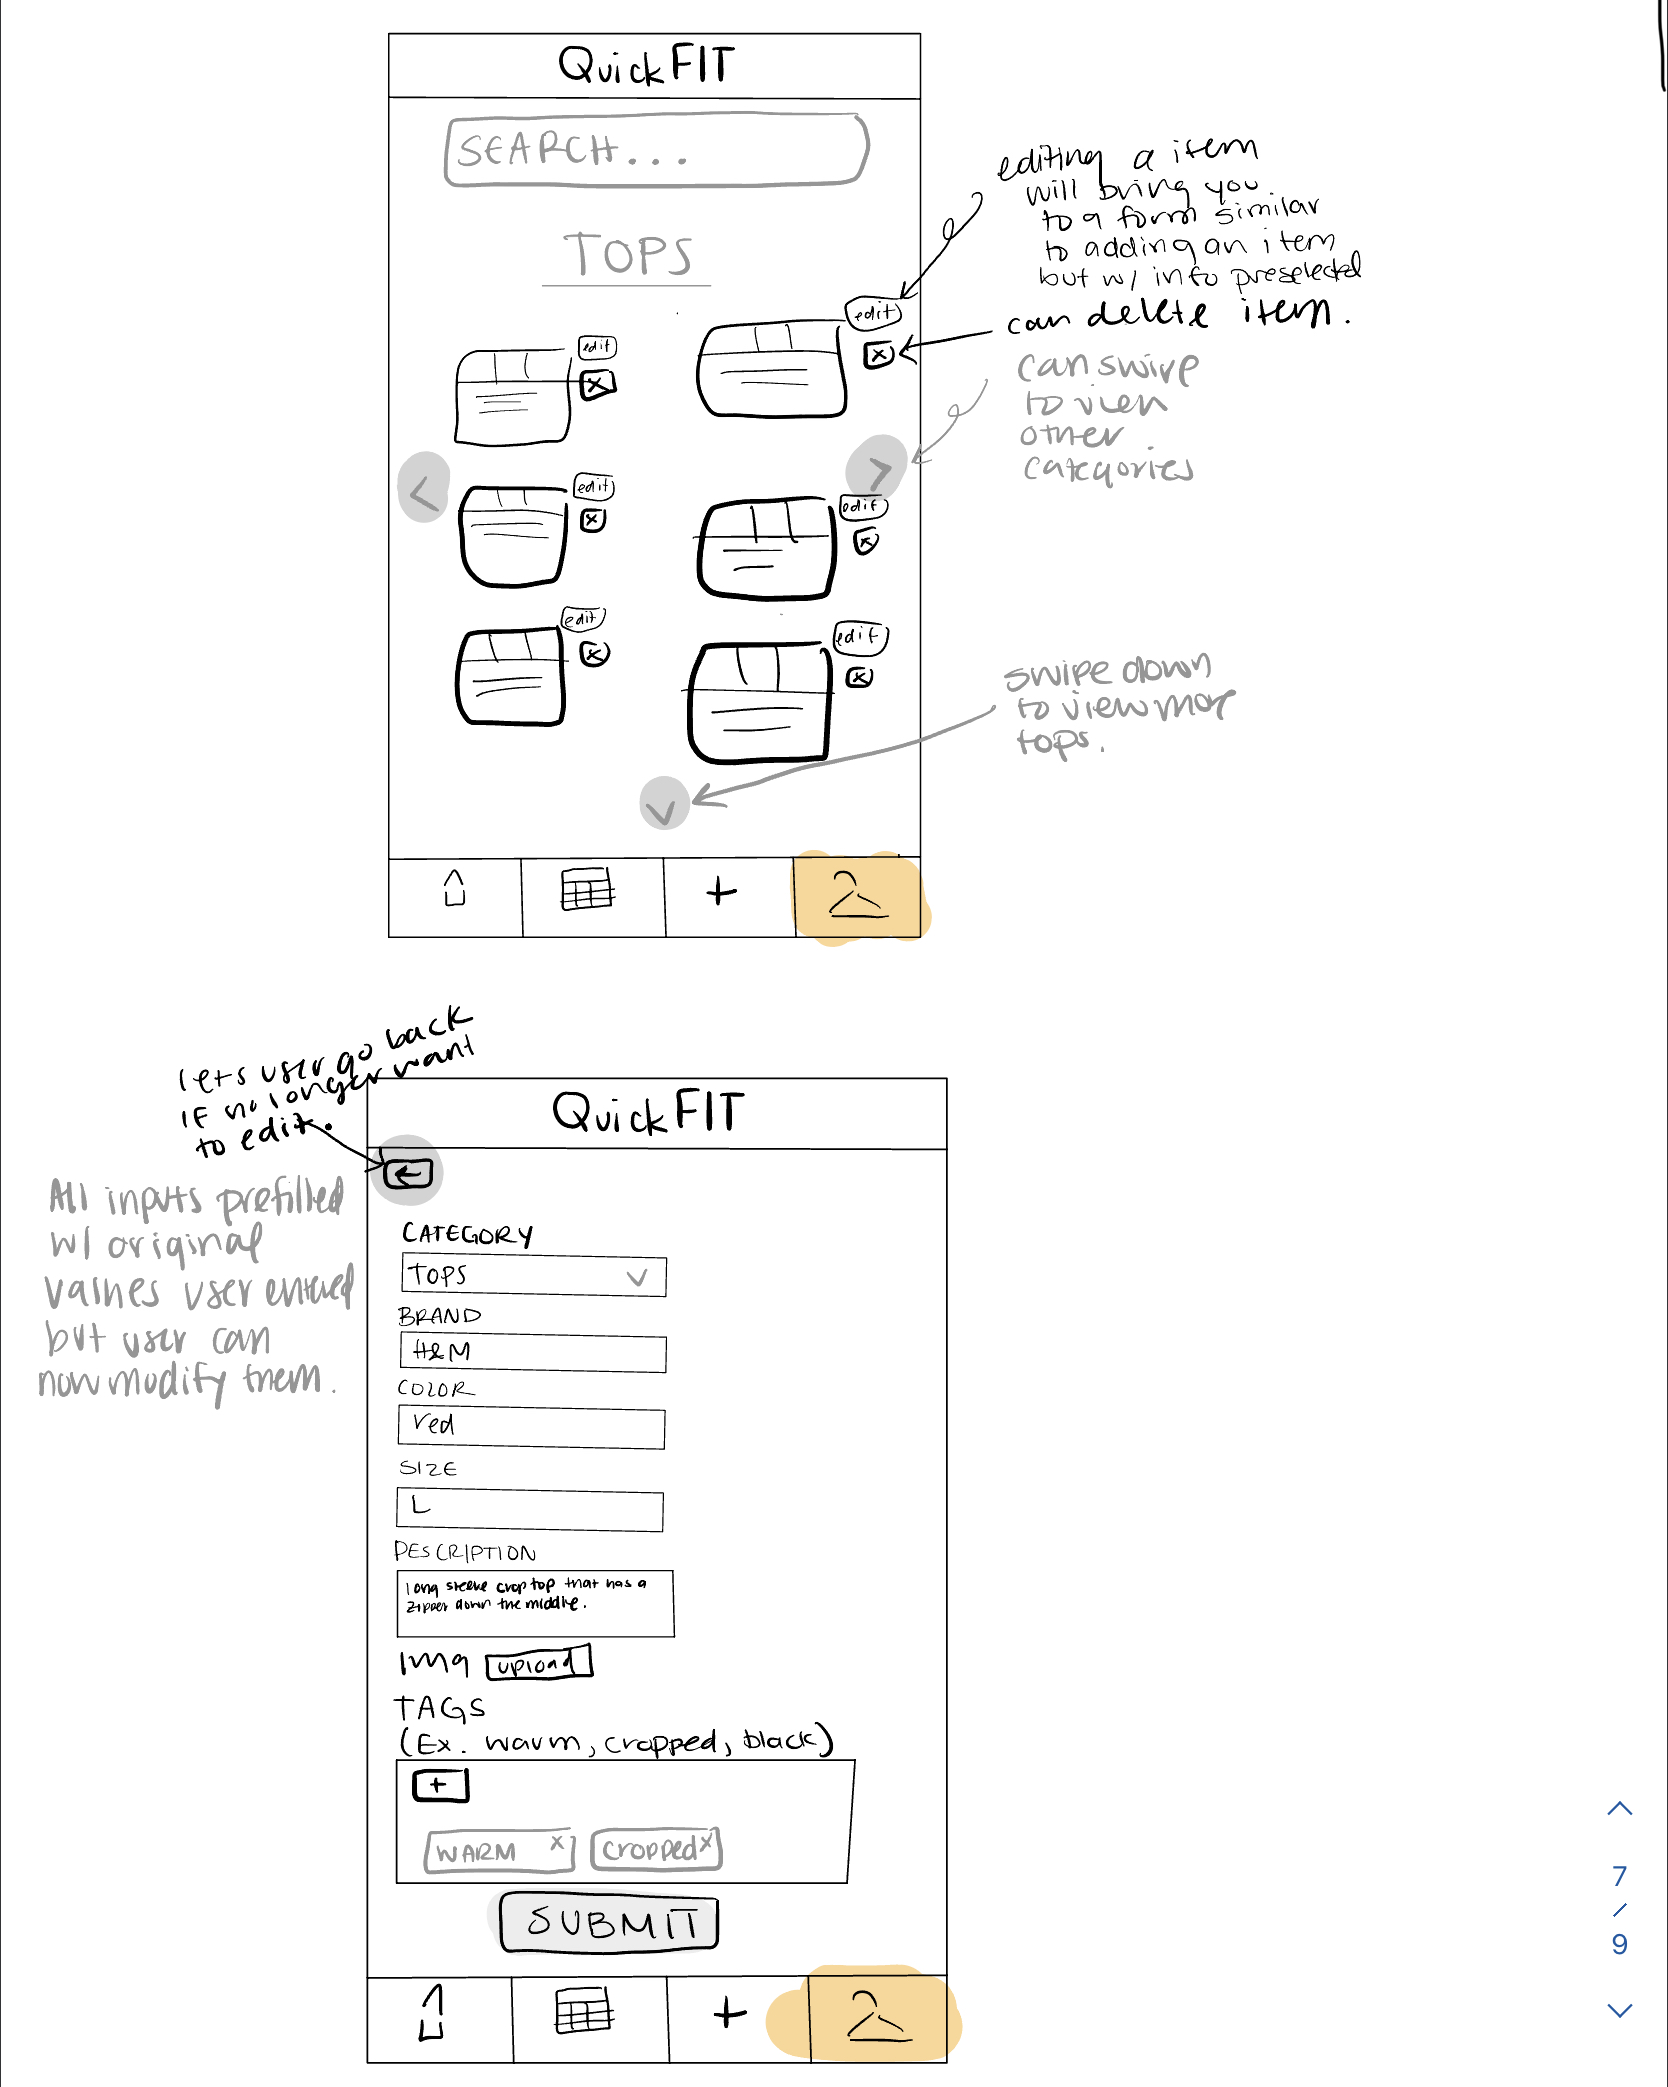 QuickFIT
SEARCH...
TOPS
edit
edit
edit
edit
edit
edit
editing a item
will bring you
to a form similar
to adding an item
but w/ info preselected
can delete item.
can swipe
to view
other
categories
swipe down
to view more
tops.
lets user go back
if no longer want
to edit.
All inputs prefilled
w/ original
values user entered
but user can
now modify them.
QuickFIT
CATEGORY
TOPS
BRAND
H&M
COLOR
red
SIZE
L
DESCRIPTION
long sleeve crop top that has a
zipper down the middle.
Img upload
TAGS
(Ex. warm, cropped, black)
+
WARM x cropped x
SUBMIT
7
/
9